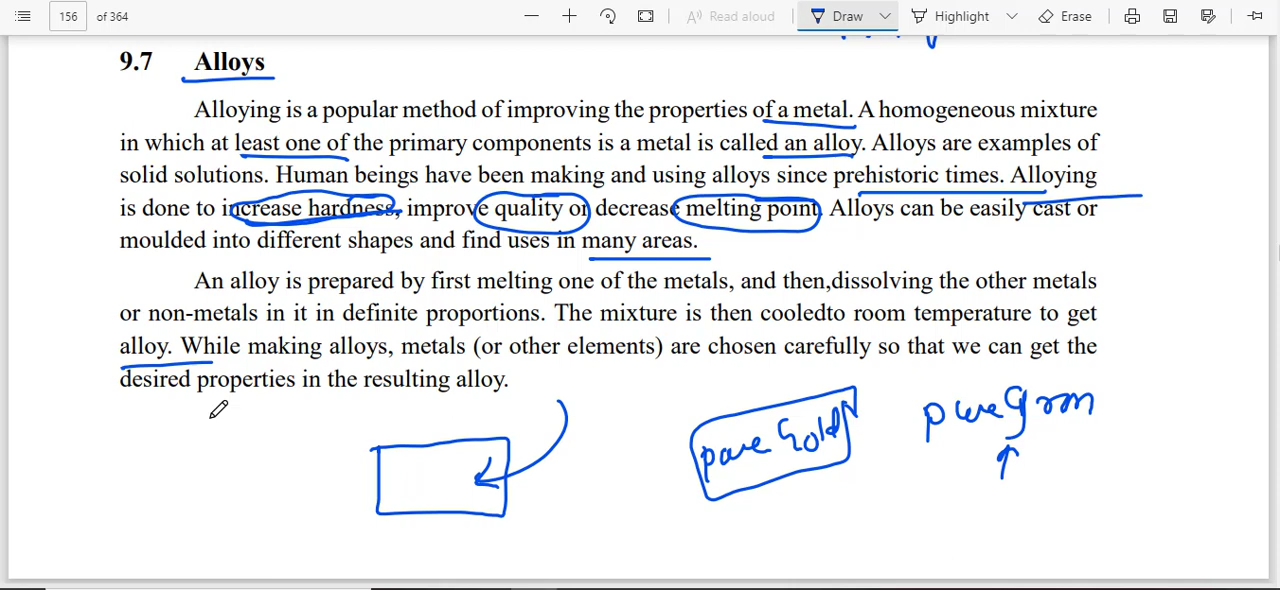 156 of 364 Read aloud Draw Highlight Erase
9.7 Alloys
Alloying is a popular method of improving the properties of a metal. A homogeneous mixture
in which at least one of the primary components is a metal is called an alloy. Alloys are examples of
solid solutions. Human beings have been making and using alloys since prehistoric times. Alloying
is done to increase hardness, improve quality or decrease melting point. Alloys can be easily cast or
moulded into different shapes and find uses in many areas.
An alloy is prepared by first melting one of the metals, and then,dissolving the other metals
or non-metals in it in definite proportions. The mixture is then cooledto room temperature to get
alloy. While making alloys, metals (or other elements) are chosen carefully so that we can get the
desired properties in the resulting alloy.
pure Gold
pure